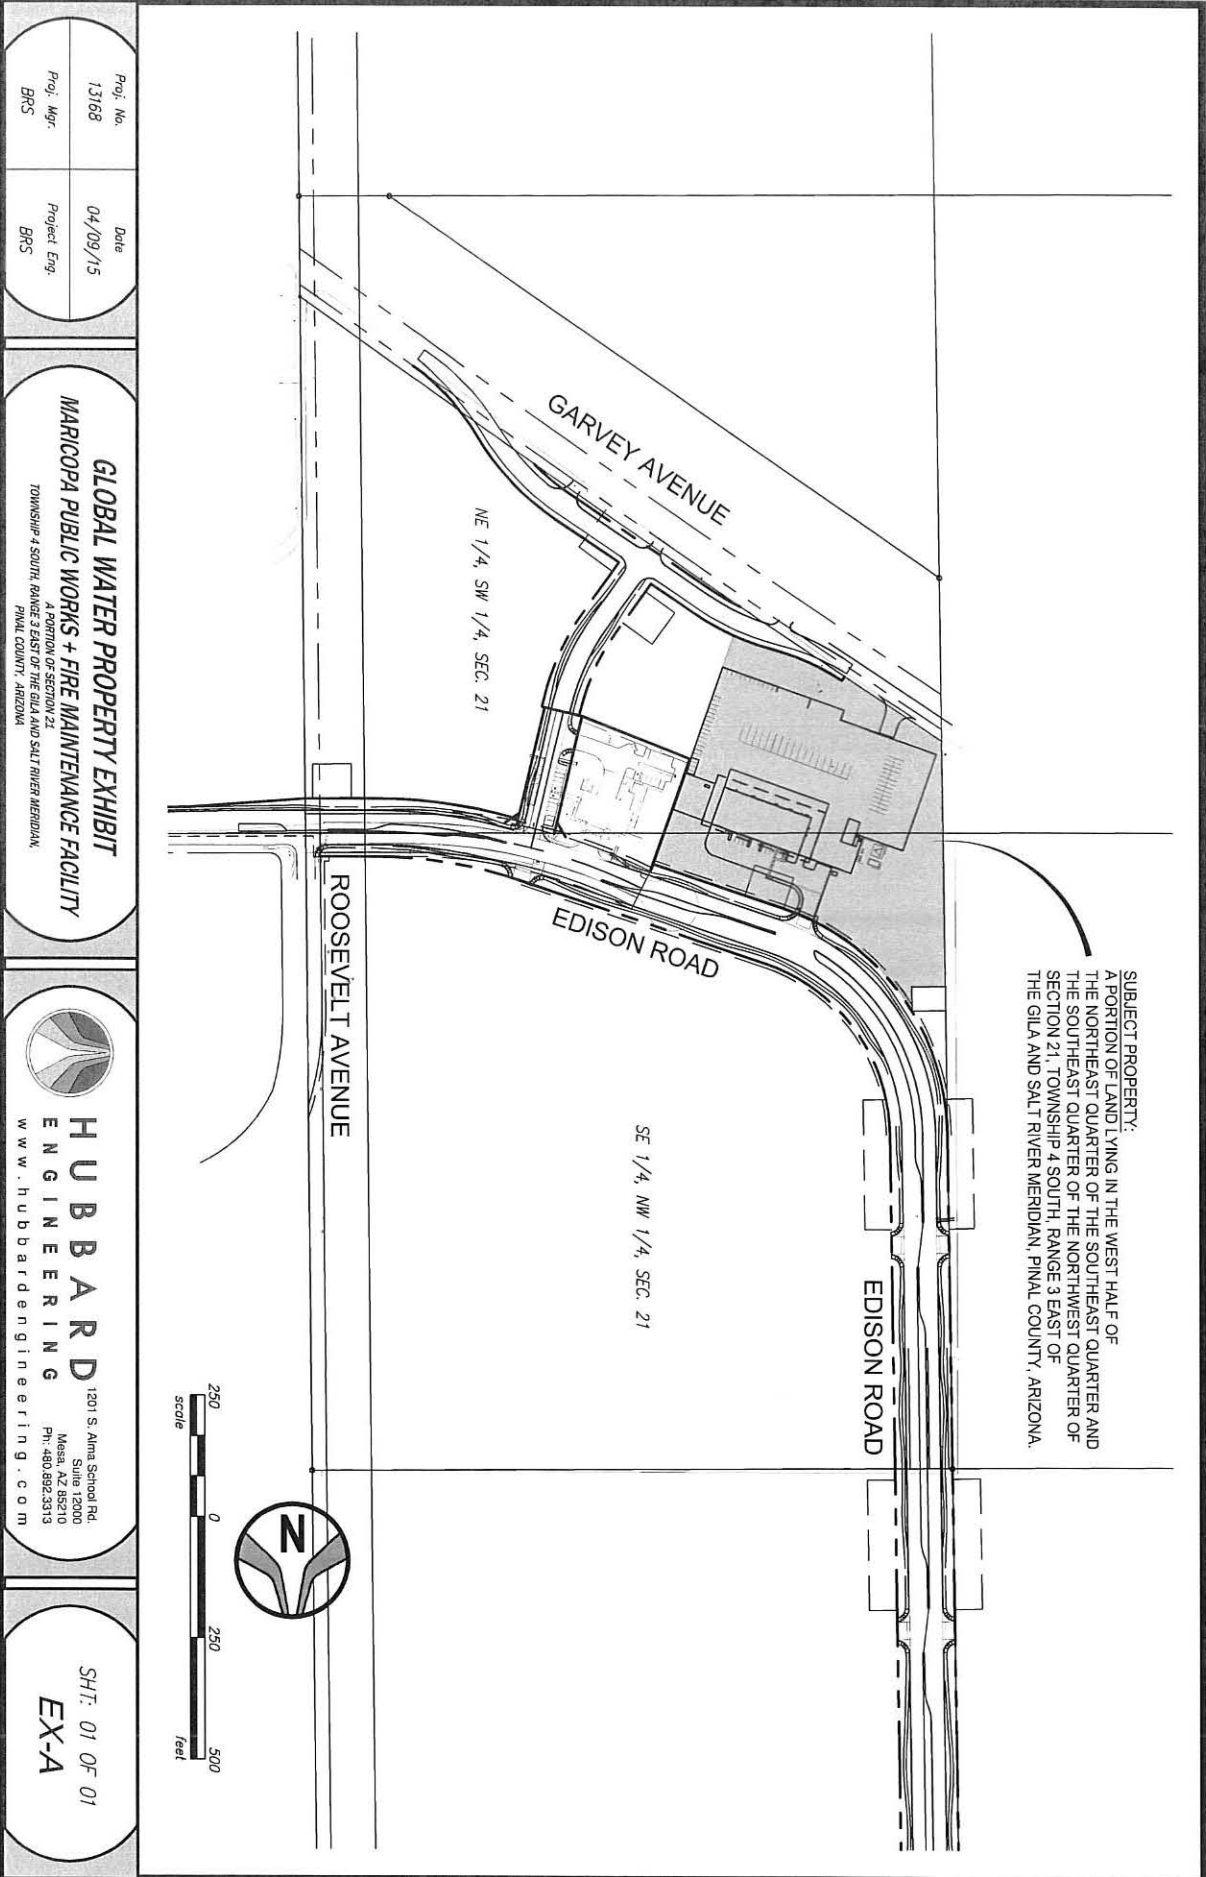 SUBJECT PROPERTY:
A PORTION OF LAND LYING IN THE WEST HALF OF
THE NORTHEAST QUARTER OF THE SOUTHEAST QUARTER AND
THE SOUTHEAST QUARTER OF THE NORTHWEST QUARTER OF
SECTION 21, TOWNSHIP 4 SOUTH, RANGE 3 EAST OF
THE GILA AND SALT RIVER MERIDIAN, PINAL COUNTY, ARIZONA.
GARVEY AVENUE
NE 1/4, SW 1/4, SEC. 21
EDISON ROAD
EDISON ROAD
SE 1/4, NW 1/4, SEC. 21
ROOSEVELT AVENUE
N
250 0 250 500
scale feet
Proj. No.
13168
Date
04/09/15
Proj. Mgr.
BRS
Project Eng.
BRS
GLOBAL WATER PROPERTY EXHIBIT
MARICOPA PUBLIC WORKS + FIRE MAINTENANCE FACILITY
A PORTION OF SECTION 21
TOWNSHIP 4 SOUTH, RANGE 3 EAST OF THE GILA AND SALT RIVER MERIDIAN,
PINAL COUNTY, ARIZONA
HUBBARD
ENGINEERING
www.hubbardengineering.com
1201 S. Alma School Rd.
Suite 12000
Mesa, AZ 85210
Ph: 480.892.3313
SHT: 01 OF 01
EX-A